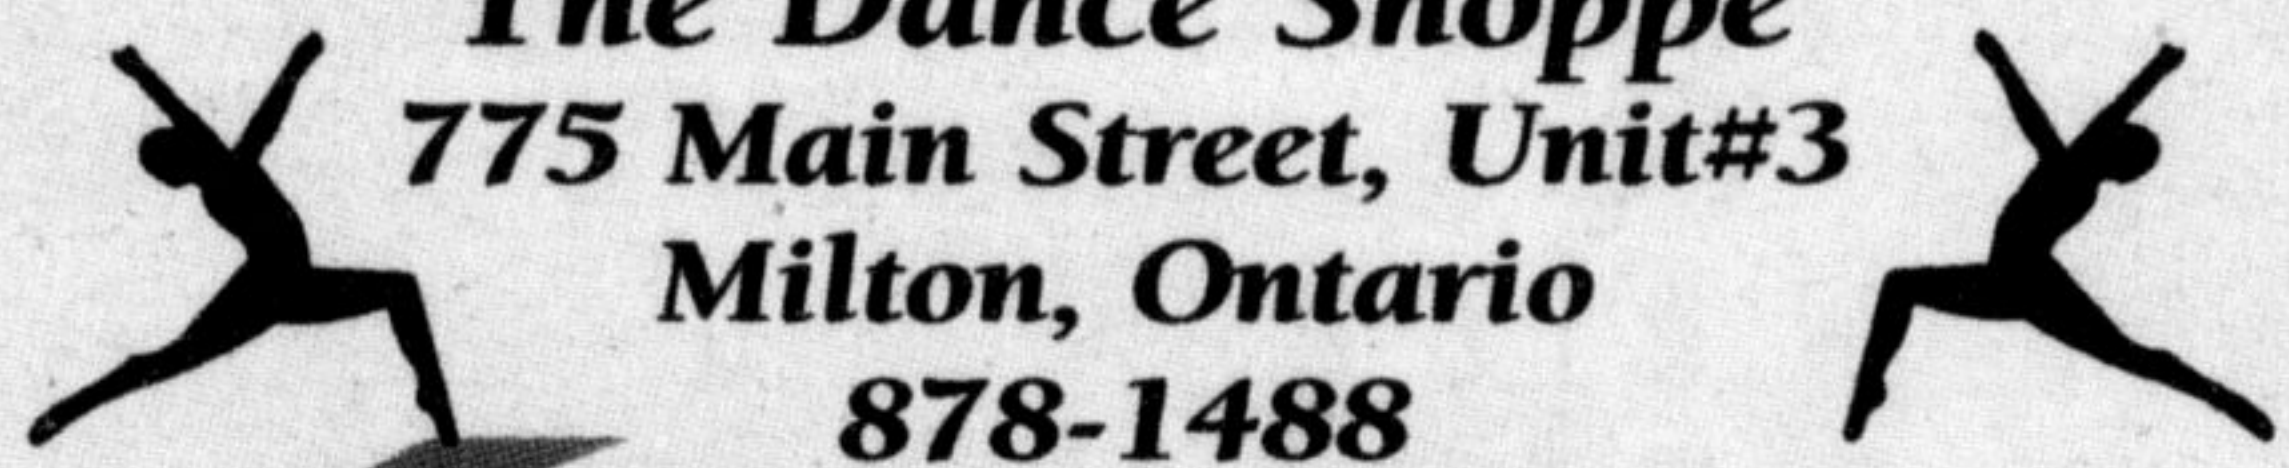 The Dance Shoppe
775 Main Street, Unit#3
Milton, Ontario
878-1488